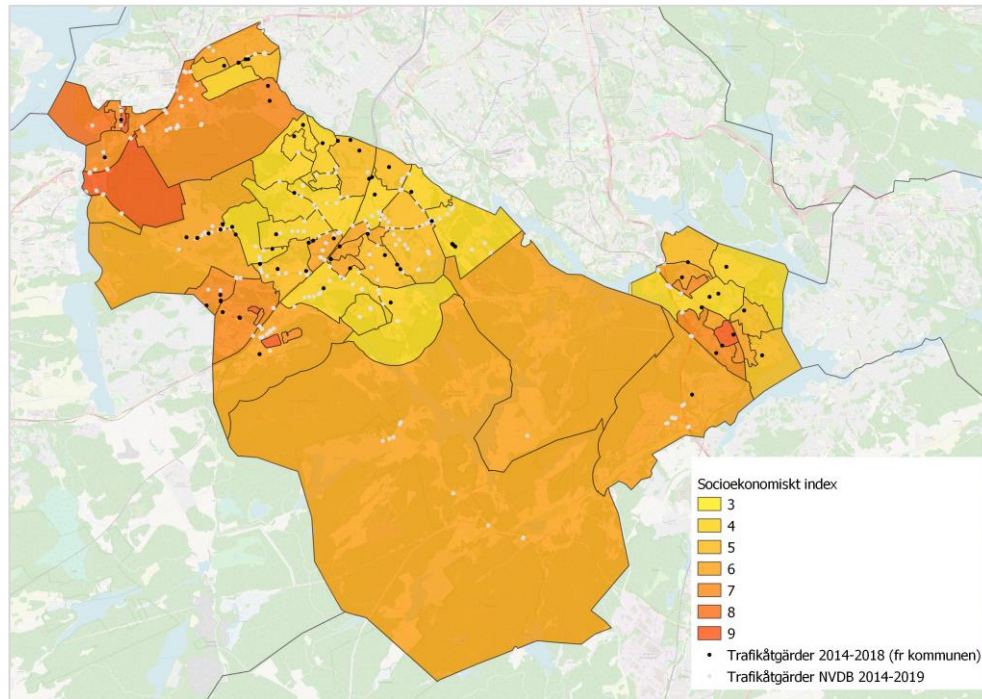 Socioekonomiskt index
3
4
5
6
7
8
9
Trafikåtgärder 2014-2018 (fr kommunen)
Trafikåtgärder NVDB 2014-2019